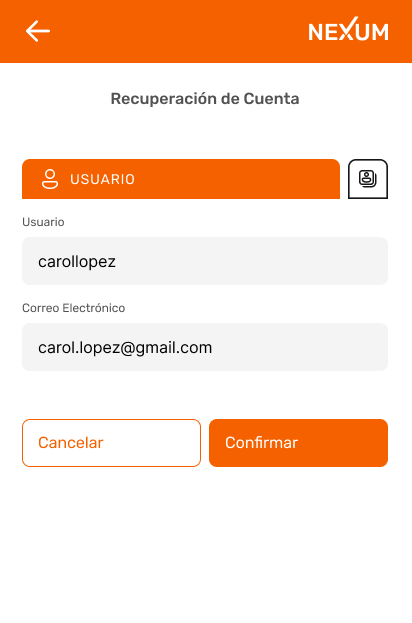 NEXUM
Recuperación de Cuenta
USUARIO
Usuario
carollopez
Correo Electrónico
carol.lopez@gmail.com
Cancelar
Confirmar